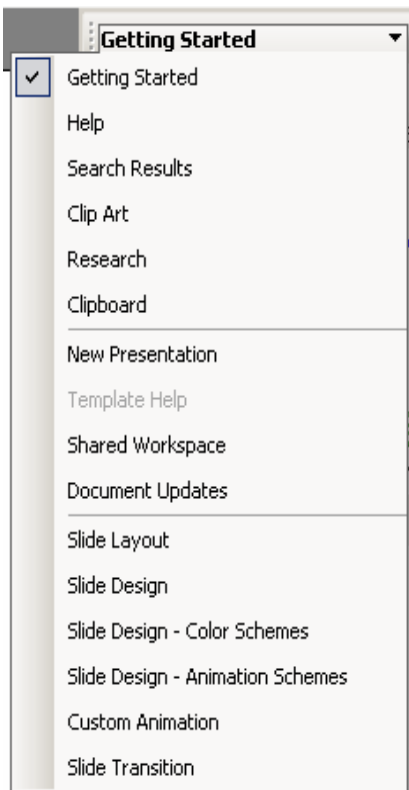 Getting Started
Getting Started
Help
Search Results
Clip Art
Research
Clipboard
New Presentation
Template Help
Shared Workspace
Document Updates
Slide Layout
Slide Design
Slide Design - Color Schemes
Slide Design - Animation Schemes
Custom Animation
Slide Transition